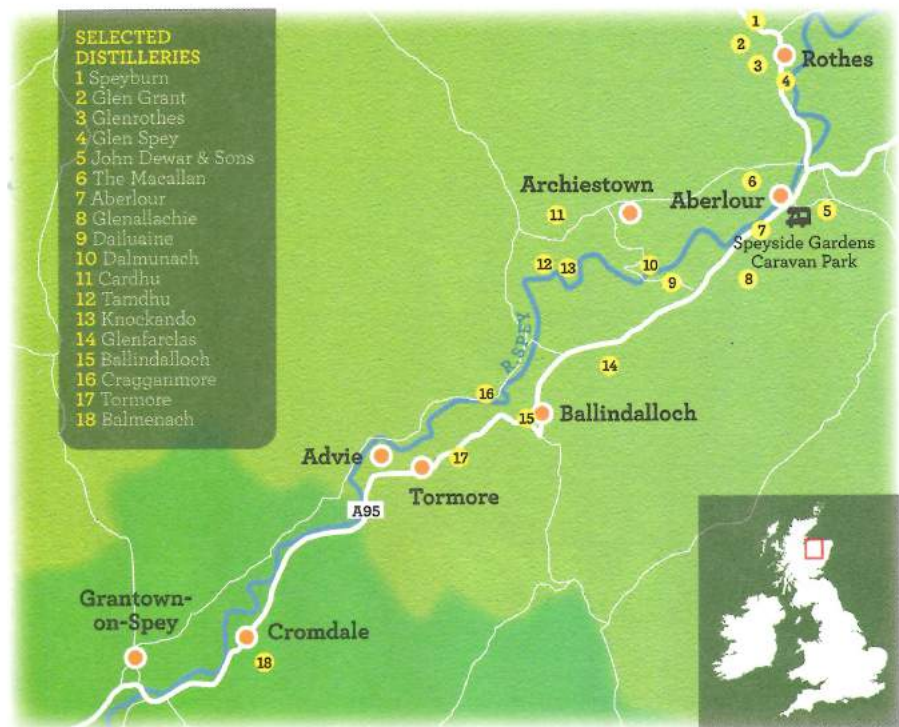 SELECTED
DISTILLERIES
1 Speyburn
2 Glen Grant
3 Glenrothes
4 Glen Spey
5 John Dewar & Sons
6 The Macallan
7 Aberlour
8 Glenallachie
9 Dailuaine
10 Dalmunach
11 Cardhu
12 Tamdhu
13 Knockando
14 Glenfarclas
15 Ballindalloch
16 Cragganmore
17 Tormore
18 Balmenach
1
2
3
Rothes
4
Archiestown
6
Aberlour
11
5
7
Speyside Gardens
Caravan Park
12
13
10
9
8
R. SPEY
14
16
15
Ballindalloch
Advie
17
Tormore
A95
Grantown-
on-Spey
Cromdale
18